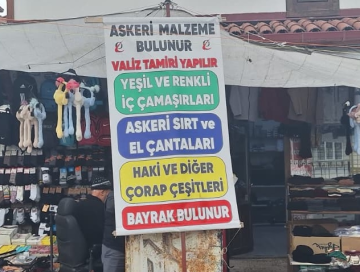 ASKERİ MALZEME
BULUNUR
VALİZ TAMİRİ YAPILIR
YEŞİL VE RENKLİ
İÇ ÇAMAŞIRLARI
ASKERİ SIRT ve
EL ÇANTALARI
HAKİ VE DİĞER
ÇORAP ÇEŞİTLERİ
BAYRAK BULUNUR